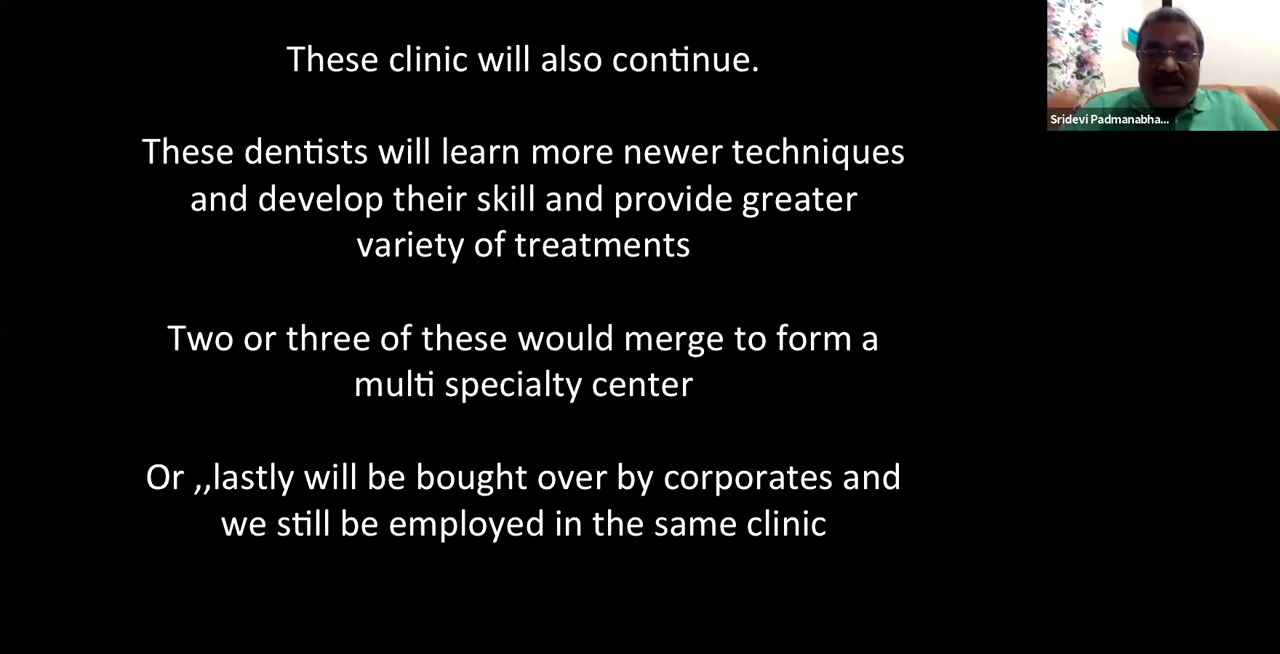 These clinic will also continue.
These dentists will learn more newer techniques
and develop their skill and provide greater
variety of treatments
Two or three of these would merge to form a
multi specialty center
Or ,,lastly will be bought over by corporates and
we still be employed in the same clinic
Sridevi Padmanabha...